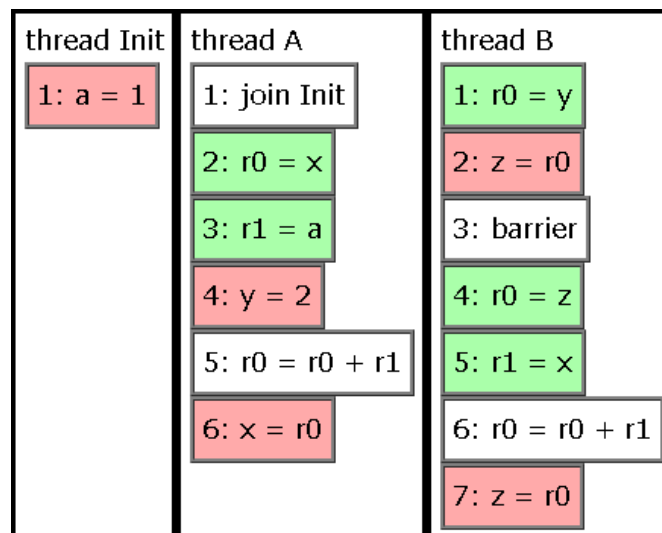 thread Init
1: a = 1
thread A
1: join Init
2: r0 = x
3: r1 = a
4: y = 2
5: r0 = r0 + r1
6: x = r0
thread B
1: r0 = y
2: z = r0
3: barrier
4: r0 = z
5: r1 = x
6: r0 = r0 + r1
7: z = r0